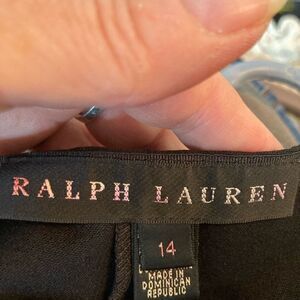 RALPH LAUREN
14
MADE IN
DOMINICAN
REPUBLIC